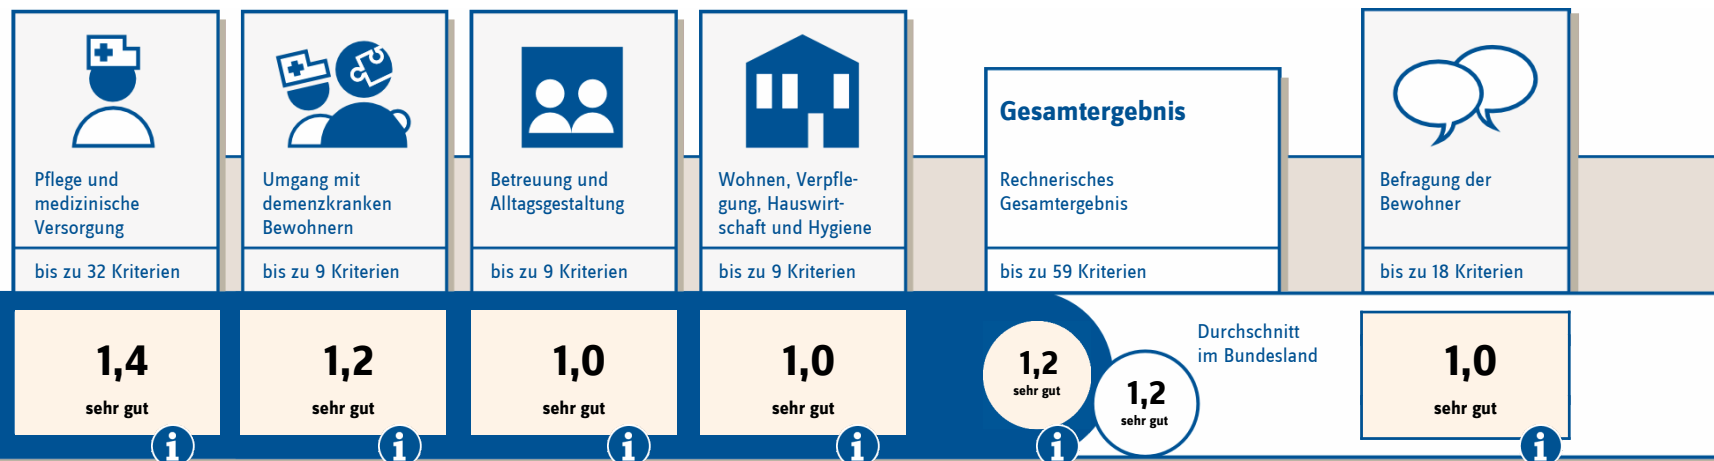 Pflege und
medizinische
Versorgung
bis zu 32 Kriterien
1,4
sehr gut
Umgang mit
demenzkranken
Bewohnern
bis zu 9 Kriterien
1,2
sehr gut
Betreuung und
Alltagsgestaltung
bis zu 9 Kriterien
1,0
sehr gut
Wohnen, Verpfle-
gung, Hauswirt-
schaft und Hygiene
bis zu 9 Kriterien
1,0
sehr gut
Gesamtergebnis
Rechnerisches
Gesamtergebnis
bis zu 59 Kriterien
1,2
sehr gut
Durchschnitt
im Bundesland
1,2
sehr gut
Befragung der
Bewohner
bis zu 18 Kriterien
1,0
sehr gut